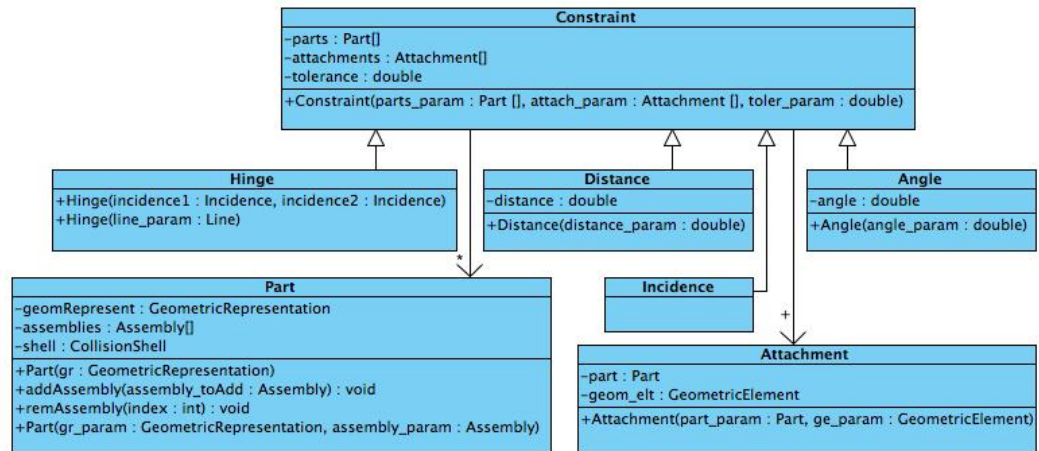 Constraint
-parts : Part[]
-attachments : Attachment[]
-tolerance : double
+Constraint(parts_param : Part [], attach_param : Attachment [], toler_param : double)
Hinge
+Hinge(incidence1 : Incidence, incidence2 : Incidence)
+Hinge(line_param : Line)
Distance
-distance : double
+Distance(distance_param : double)
Angle
-angle : double
+Angle(angle_param : double)
*
Part
-geomRepresent : GeometricRepresentation
-assemblies : Assembly[]
-shell : CollisionShell
+Part(gr : GeometricRepresentation)
+addAssembly(assembly_toAdd : Assembly) : void
+remAssembly(index : int) : void
+Part(gr_param : GeometricRepresentation, assembly_param : Assembly)
Incidence
+
Attachment
-part : Part
-geom_elt : GeometricElement
+Attachment(part_param : Part, ge_param : GeometricElement)